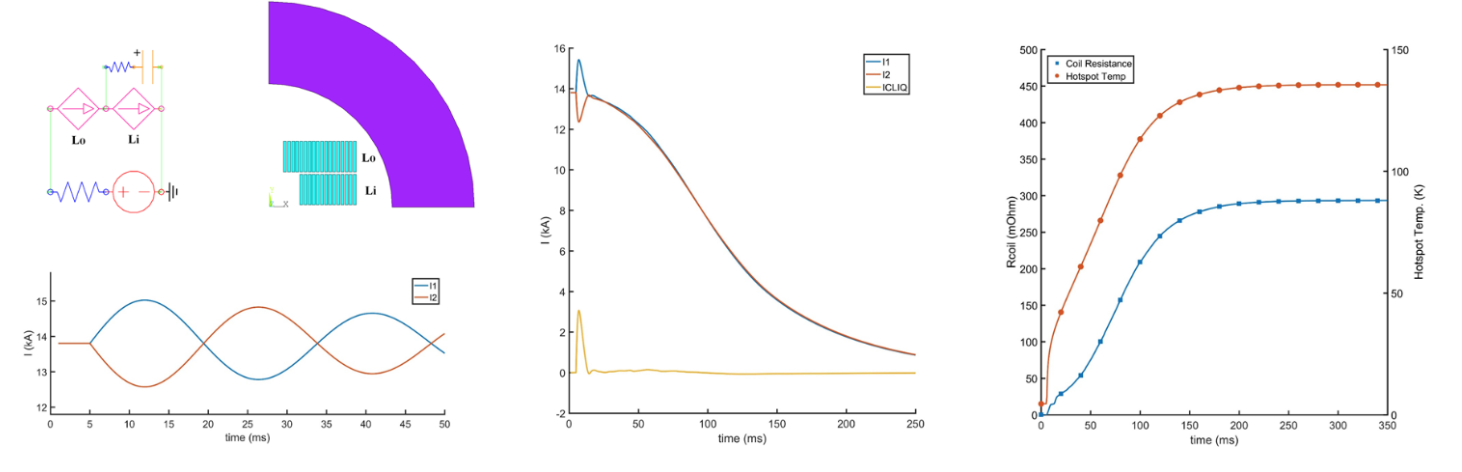 +
Lo
Li
Lo
Li
Y
X
I1
I2
I (kA)
15
14
13
12
0
5
10
15
20
25
30
35
40
45
50
time (ms)
I1
I2
ICLIQ
I (kA)
16
14
12
10
8
6
4
2
0
-2
0
50
100
150
200
250
time (ms)
Coil Resistance
Hotspot Temp
Rcoil (mOhm)
500
450
400
350
300
250
200
150
100
50
0
0
50
100
150
200
250
300
350
time (ms)
150
100
50
0
Hotspot Temp. (K)